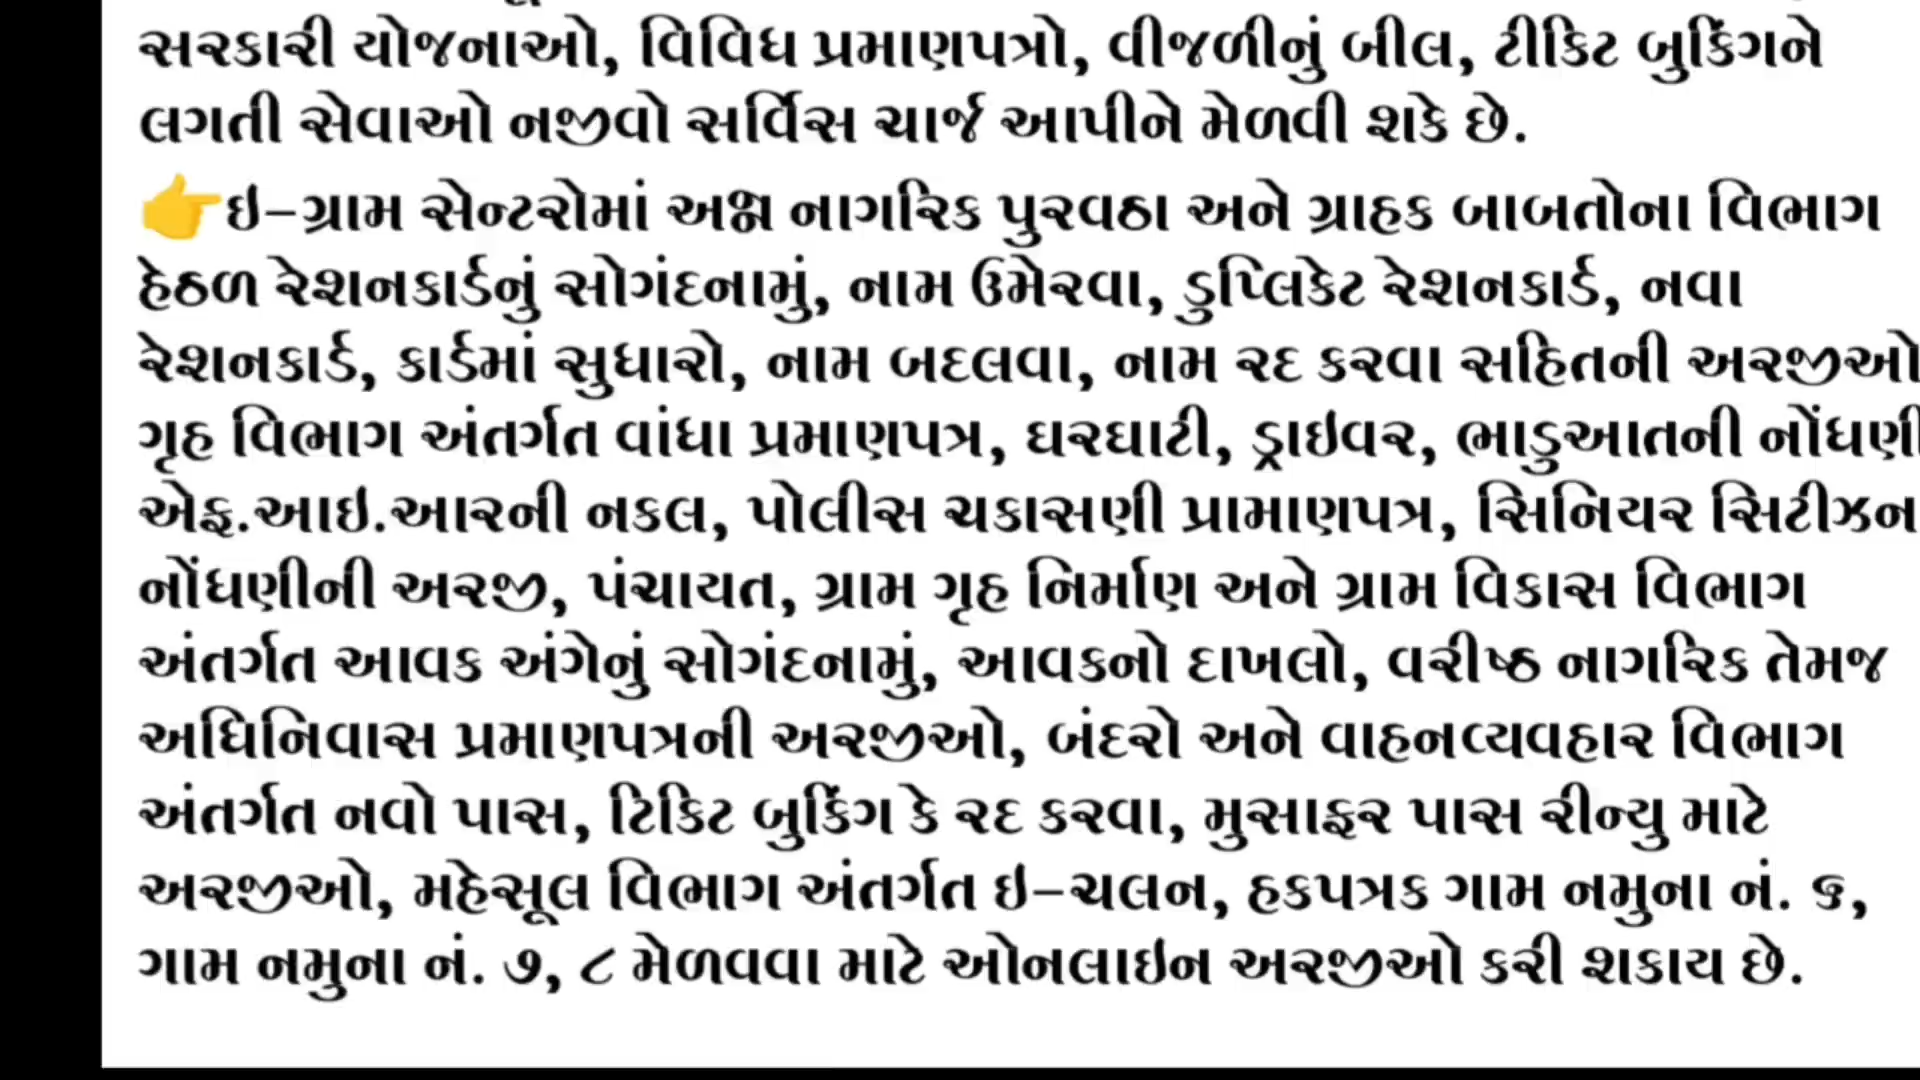 સરકારી યોજનાઓ, વિવિધ પ્રમાણપત્રો, વીજળીનું બીલ, ટીકિટ બુકિંગને
લગતી સેવાઓ નજીવો સર્વિસ ચાર્જ આપીને મેળવી શકે છે.
👉ઇ–ગ્રામ સેન્ટરોમાં અન્ન નાગરિક પુરવઠા અને ગ્રાહક બાબતોના વિભાગ
હેઠળ રેશનકાર્ડનું સોગંદનામું, નામ ઉમેરવા, ડુપ્લિકેટ રેશનકાર્ડ, નવા
રેશનકાર્ડ, કાર્ડમાં સુધારો, નામ બદલવા, નામ રદ કરવા સહિતની અરજીઓ
ગૃહ વિભાગ અંતર્ગત વાંધા પ્રમાણપત્ર, ઘરઘાટી, ડ્રાઇવર, ભાડુઆતની નોંધણી
એફ.આઇ.આરની નકલ, પોલીસ ચકાસણી પ્રામાણપત્ર, સિનિયર સિટીઝન
નોંધણીની અરજી, પંચાયત, ગ્રામ ગૃહ નિર્માણ અને ગ્રામ વિકાસ વિભાગ
અંતર્ગત આવક અંગેનું સોગંદનામું, આવકનો દાખલો, વરીષ્ઠ નાગરિક તેમજ
અધિનિવાસ પ્રમાણપત્રની અરજીઓ, બંદરો અને વાહનવ્યવહાર વિભાગ
અંતર્ગત નવો પાસ, ટિકિટ બુકિંગ કે રદ કરવા, મુસાફર પાસ રીન્યુ માટે
અરજીઓ, મહેસૂલ વિભાગ અંતર્ગત ઇ–ચલન, હકપત્રક ગામ નમુના નં. ૬,
ગામ નમુના નં. ૭, ૮ મેળવવા માટે ઓનલાઇન અરજીઓ કરી શકાય છે.